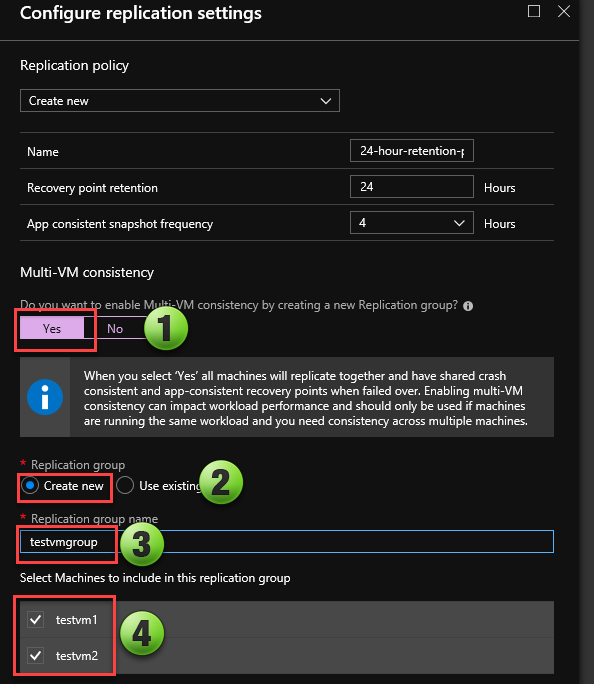 Configure replication settings
Replication policy
Create new
Name
24-hour-retention-p
Recovery point retention
24
Hours
App consistent snapshot frequency
4
Hours
Multi-VM consistency
Do you want to enable Multi-VM consistency by creating a new Replication group?
Yes
No
1
When you select ‘Yes’ all machines will replicate together and have shared crash
consistent and app-consistent recovery points when failed over. Enabling multi-VM
consistency can impact workload performance and should only be used if machines
are running the same workload and you need consistency across multiple machines.
* Replication group
Create new
Use existing
2
* Replication group name
testvmgroup
3
Select Machines to include in this replication group
testvm1
testvm2
4